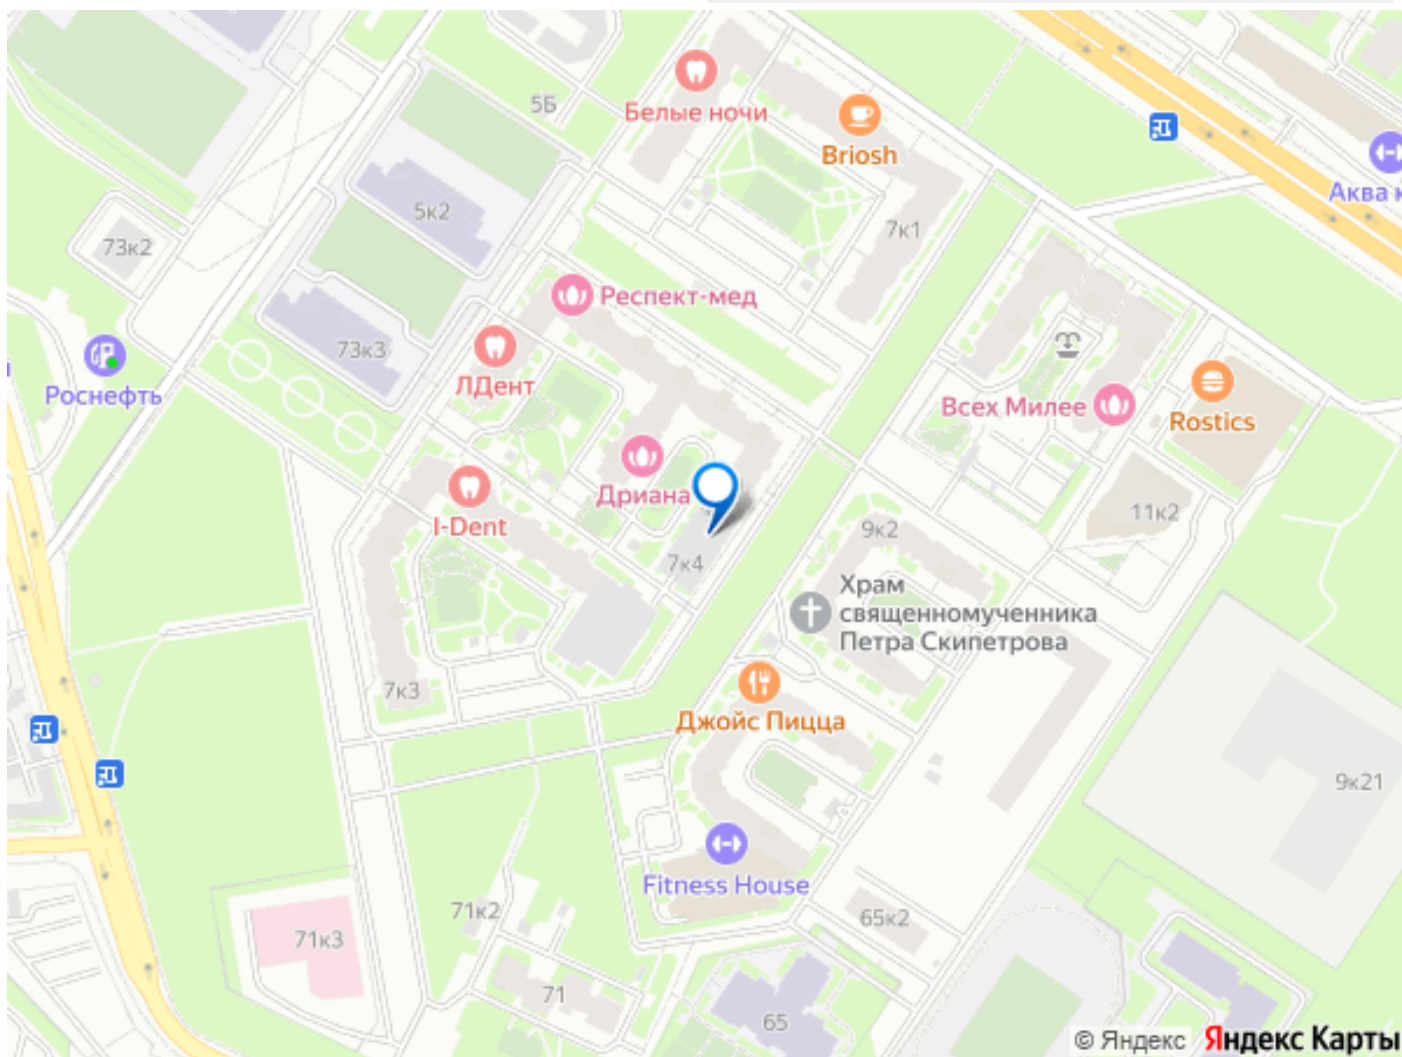 5Б
Белые ночи
Briosh
Аква к
5к2
7к1
73к2
Респект-мед
73к3
ЛДент
Роснефть
Всех Милее
Rostics
I-Dent
Дриана
11к2
9к2
7к4
Храм
священномученника
Петра Скипетрова
7к3
Джойс Пицца
9к21
Fitness House
71к2
65к2
71к3
71
65
© Яндекс Яндекс Карты